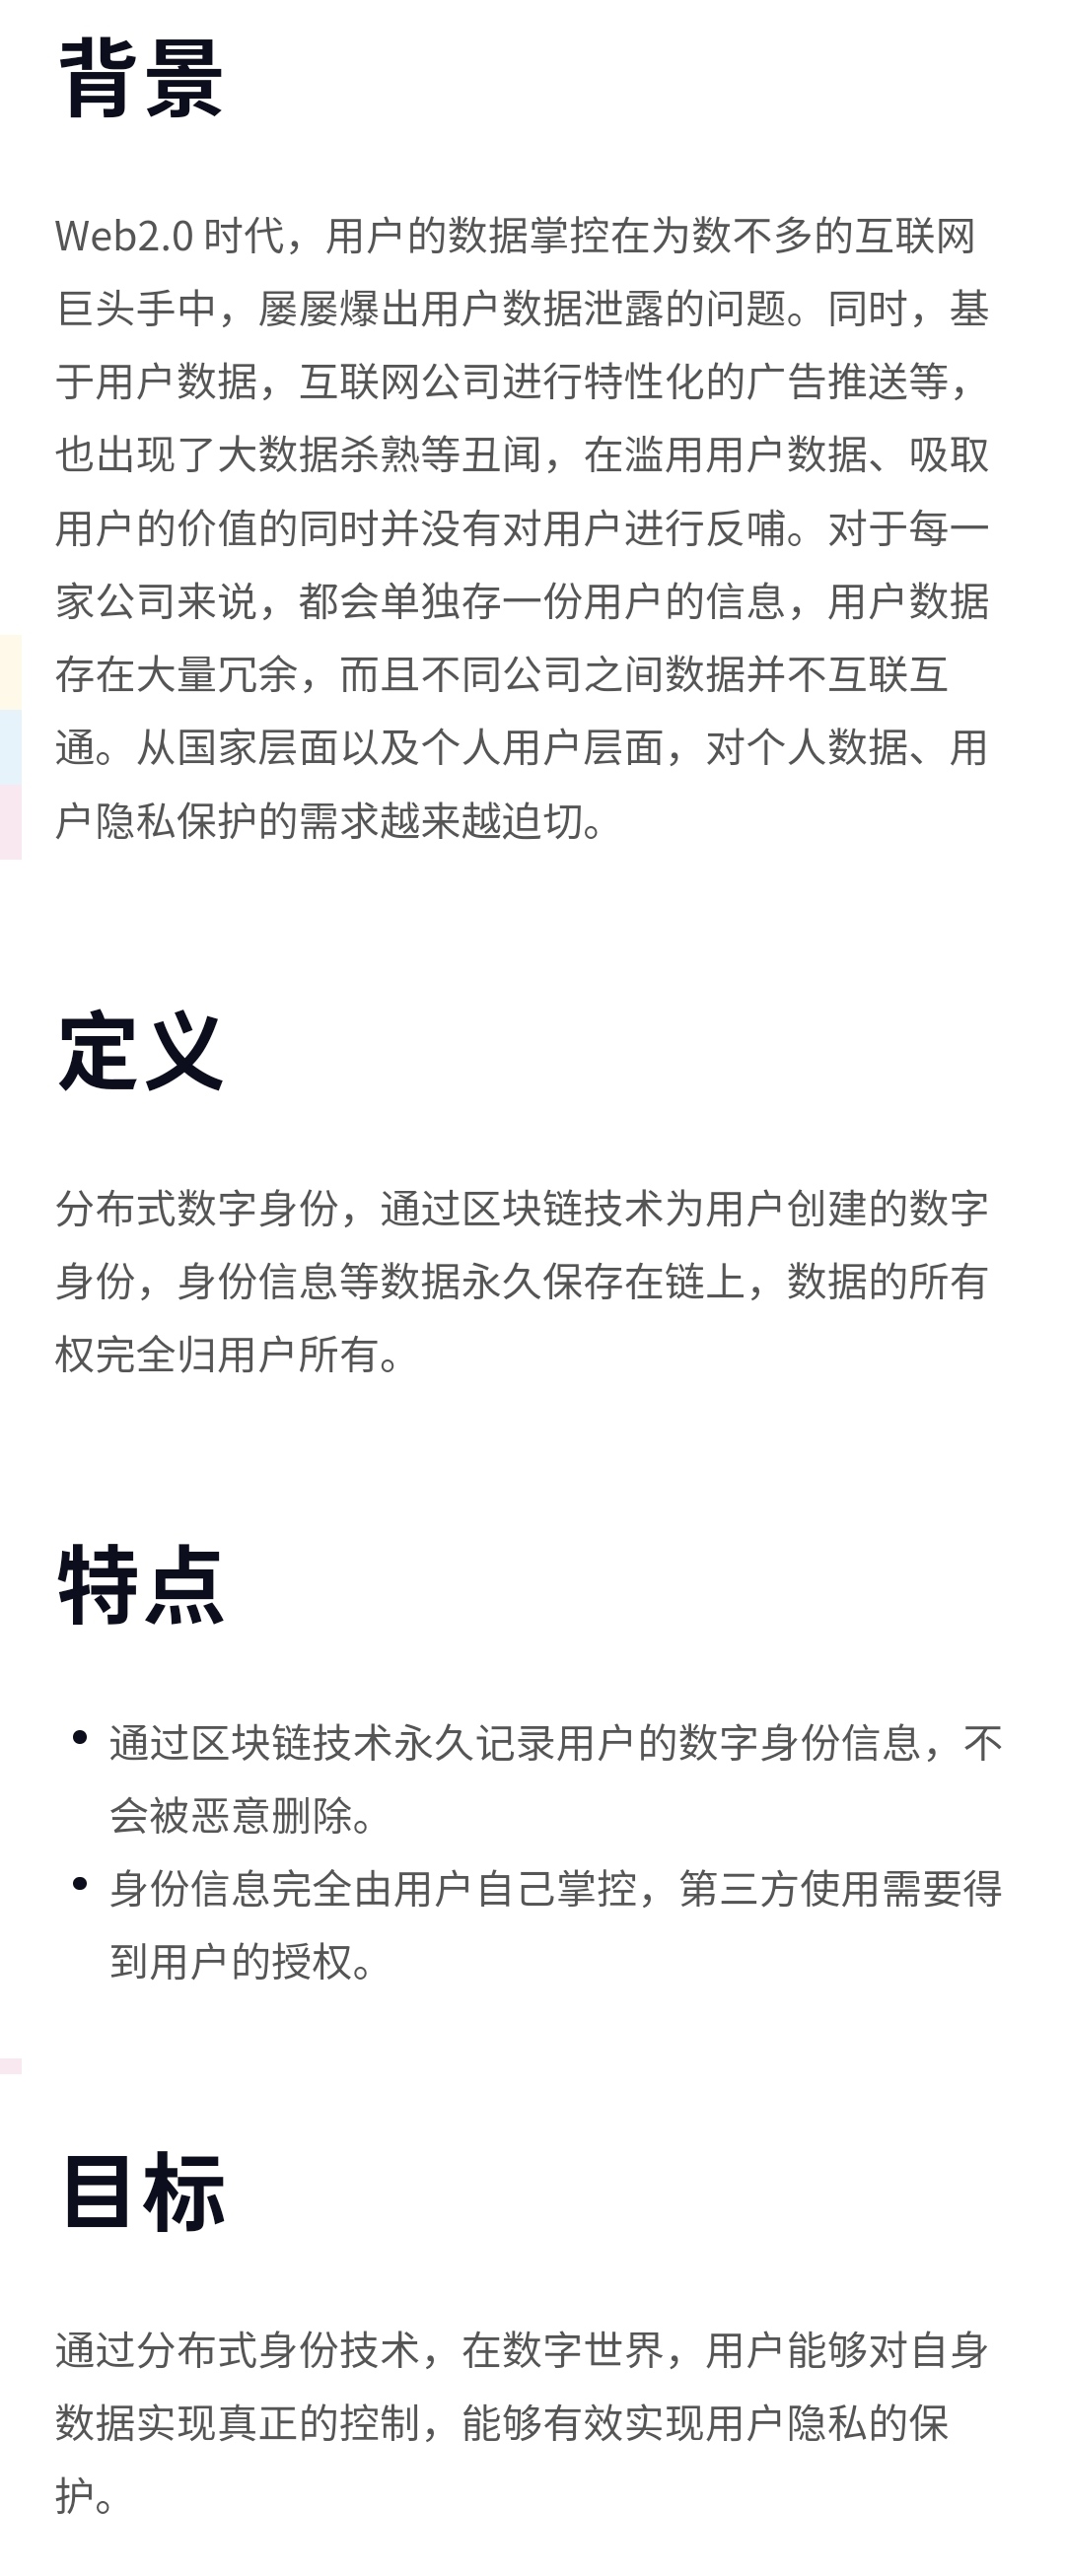 背景
Web2.0 时代，用户的数据掌控在为数不多的互联网
巨头手中，屡屡爆出用户数据泄露的问题。同时，基
于用户数据，互联网公司进行特性化的广告推送等，
也出现了大数据杀熟等丑闻，在滥用用户数据、吸取
用户的价值的同时并没有对用户进行反哺。对于每一
家公司来说，都会单独存一份用户的信息，用户数据
存在大量冗余，而且不同公司之间数据并不互联互
通。从国家层面以及个人用户层面，对个人数据、用
户隐私保护的需求越来越迫切。
定义
分布式数字身份，通过区块链技术为用户创建的数字
身份，身份信息等数据永久保存在链上，数据的所有
权完全归用户所有。
特点
• 通过区块链技术永久记录用户的数字身份信息，不
会被恶意删除。
• 身份信息完全由用户自己掌控，第三方使用需要得
到用户的授权。
目标
通过分布式身份技术，在数字世界，用户能够对自身
数据实现真正的控制，能够有效实现用户隐私的保
护。